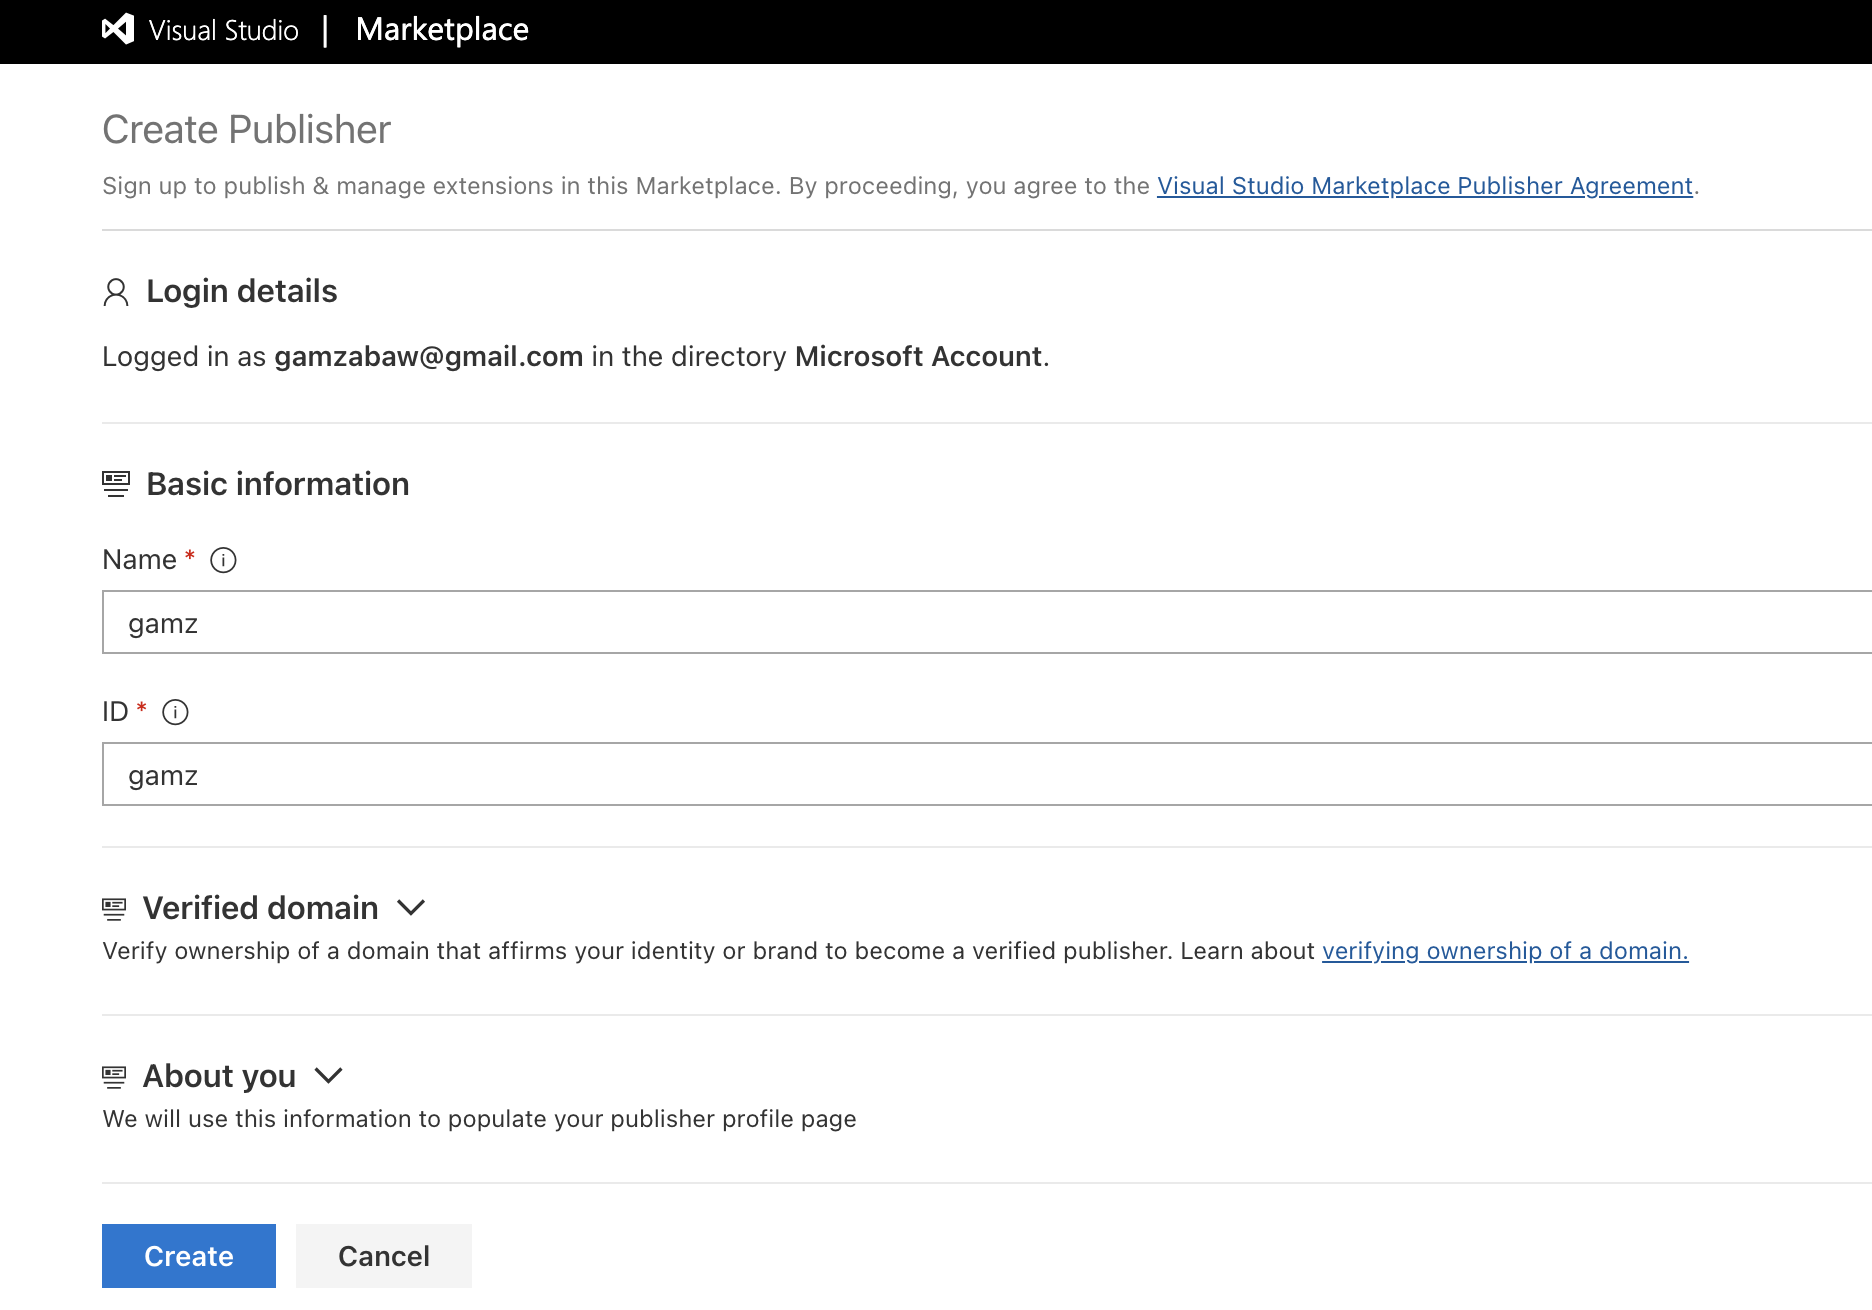 Visual Studio | Marketplace
Create Publisher
Sign up to publish & manage extensions in this Marketplace. By proceeding, you agree to the Visual Studio Marketplace Publisher Agreement.
Login details
Logged in as gamzabaw@gmail.com in the directory Microsoft Account.
Basic information
Name *
gamz
ID *
gamz
Verified domain
Verify ownership of a domain that affirms your identity or brand to become a verified publisher. Learn about verifying ownership of a domain.
About you
We will use this information to populate your publisher profile page
Create Cancel